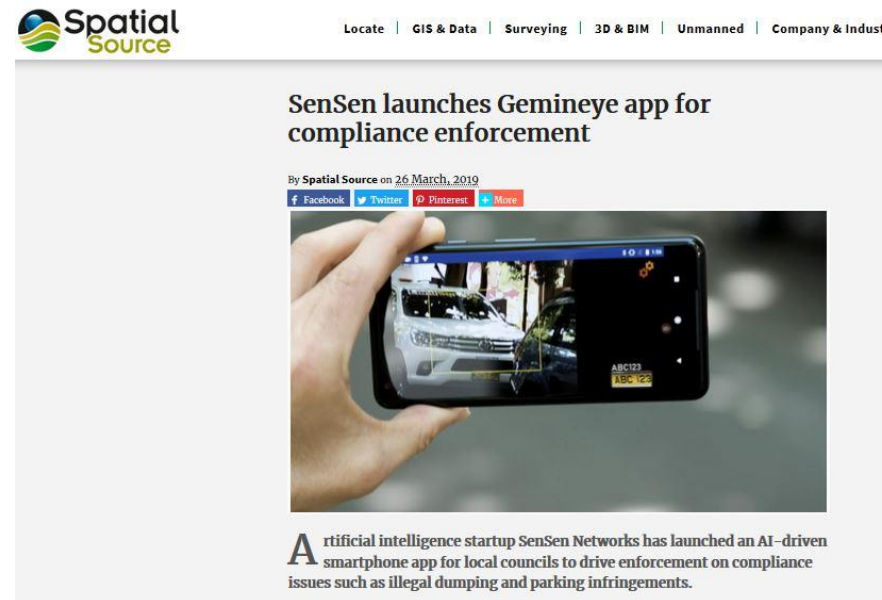 Spatial
Source
Locate | GIS & Data | Surveying | 3D & BIM | Unmanned | Company & Indust
SenSen launches Gemineye app for
compliance enforcement
By Spatial Source on 26 March, 2019
Facebook Twitter Pinterest More
ABC123
ABC 123
Artificial intelligence startup SenSen Networks has launched an AI-driven
smartphone app for local councils to drive enforcement on compliance
issues such as illegal dumping and parking infringements.